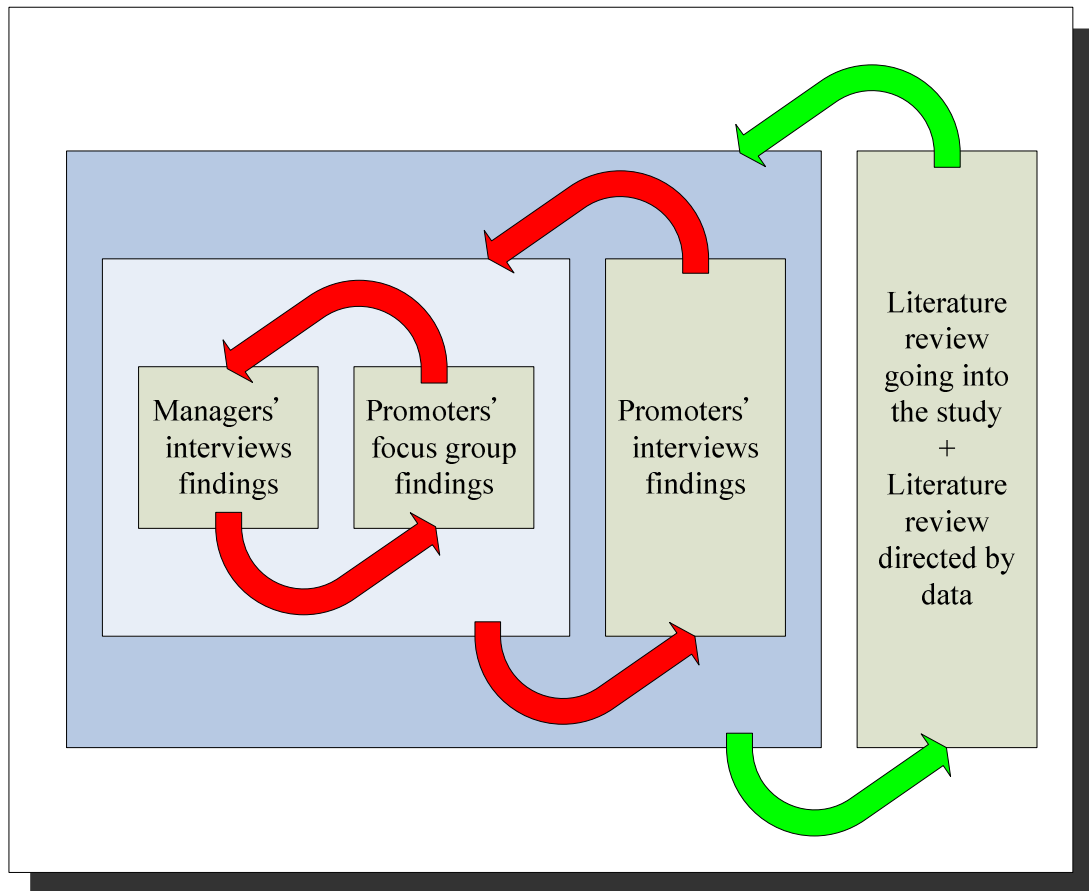 Managers’
interviews
findings
Promoters’
focus group
findings
Promoters’
interviews
findings
Literature
review
going into
the study
+
Literature
review
directed by
data